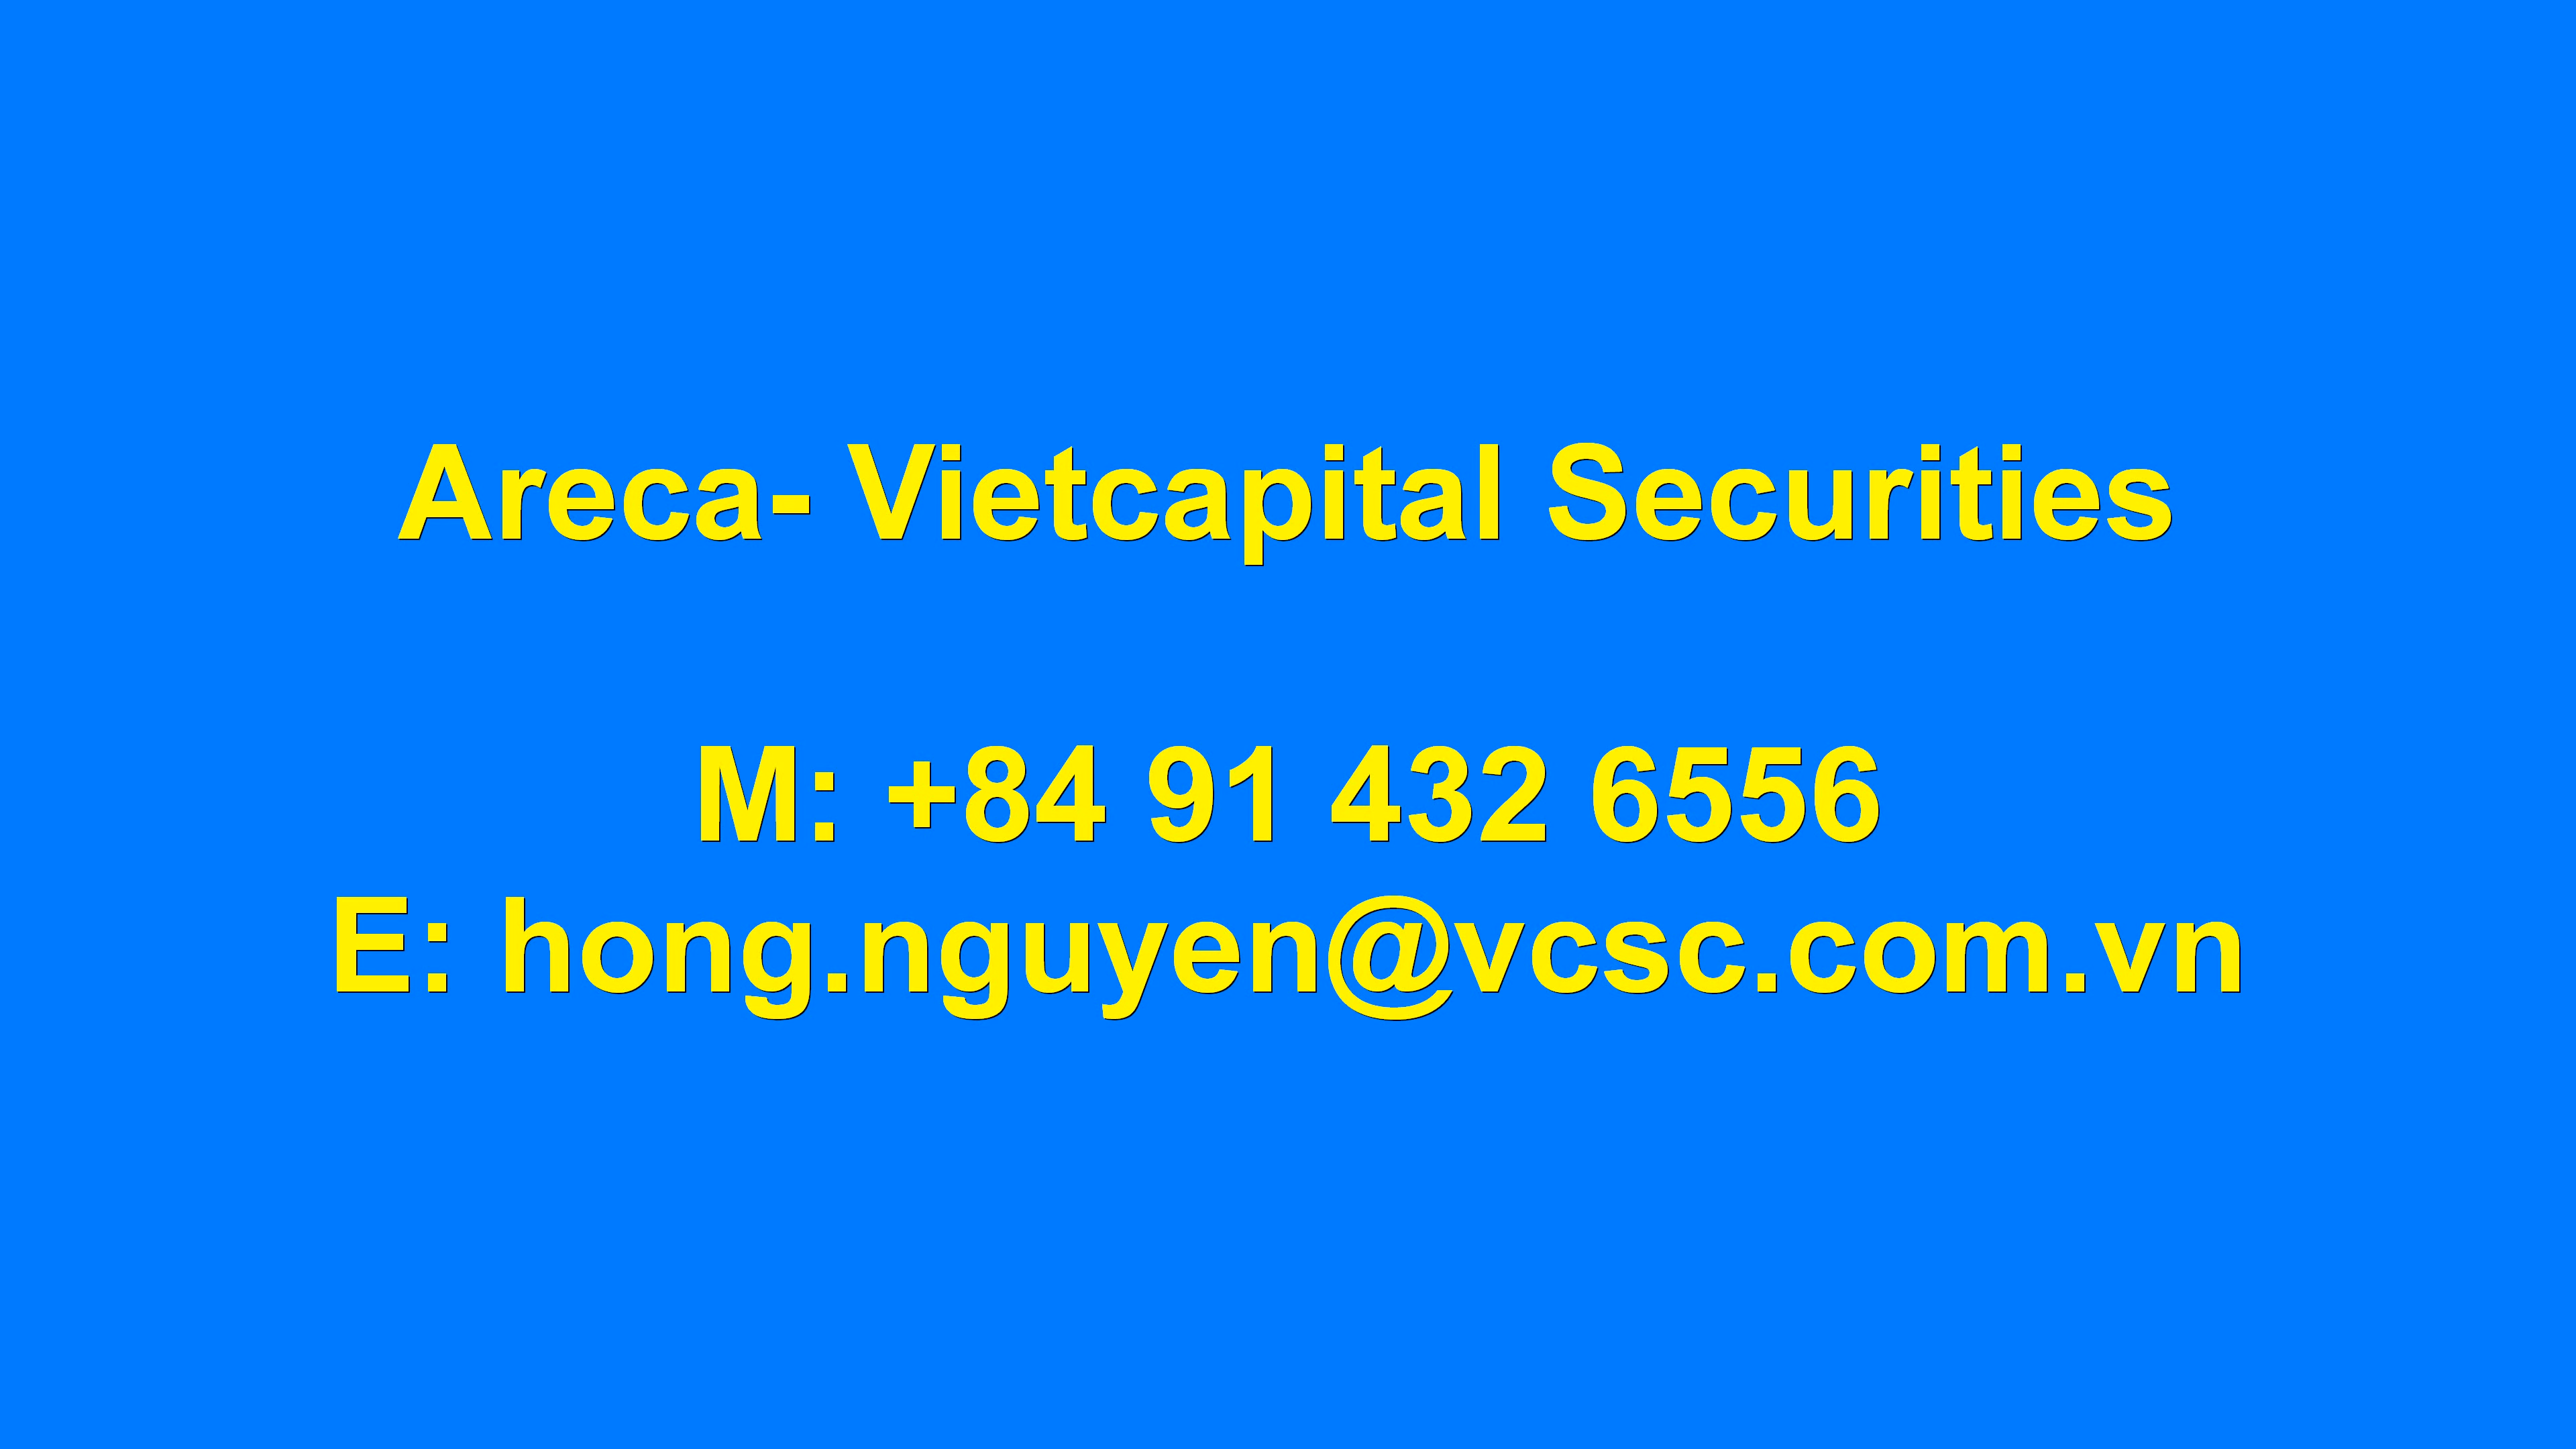 Areca- Vietcapital Securities
M: +84 91 432 6556
E: hong.nguyen@vcsc.com.vn